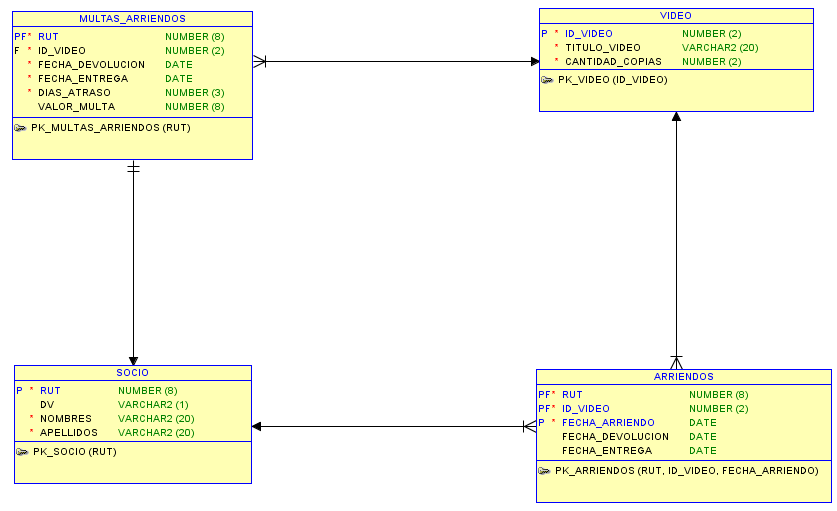 MULTAS_ARRIENDOS
PF* RUT NUMBER (8)
F * ID_VIDEO NUMBER (2)
* FECHA_DEVOLUCION DATE
* FECHA_ENTREGA DATE
* DIAS_ATRASO NUMBER (3)
VALOR_MULTA NUMBER (8)
PK_MULTAS_ARRIENDOS (RUT)
VIDEO
P * ID_VIDEO NUMBER (2)
* TITULO_VIDEO VARCHAR2 (20)
* CANTIDAD_COPIAS NUMBER (2)
PK_VIDEO (ID_VIDEO)
SOCIO
P * RUT NUMBER (8)
DV VARCHAR2 (1)
* NOMBRES VARCHAR2 (20)
* APELLIDOS VARCHAR2 (20)
PK_SOCIO (RUT)
ARRIENDOS
PF* RUT NUMBER (8)
PF* ID_VIDEO NUMBER (2)
P * FECHA_ARRIENDO DATE
FECHA_DEVOLUCION DATE
FECHA_ENTREGA DATE
PK_ARRIENDOS (RUT, ID_VIDEO, FECHA_ARRIENDO)